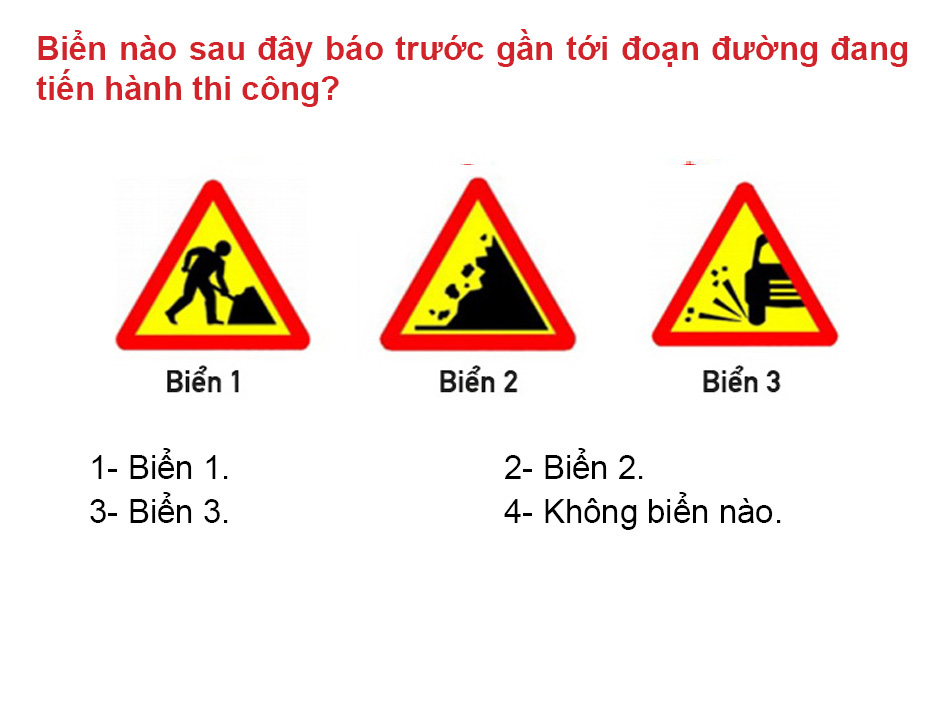 Biển nào sau đây báo trước gần tới đoạn đường đang
tiến hành thi công?
Biển 1
Biển 2
Biển 3
1- Biển 1.
2- Biển 2.
3- Biển 3.
4- Không biển nào.